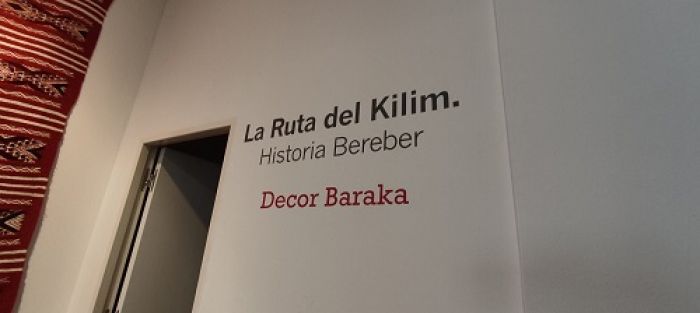 La Ruta del Kilim.
Historia Bereber
Decor Baraka